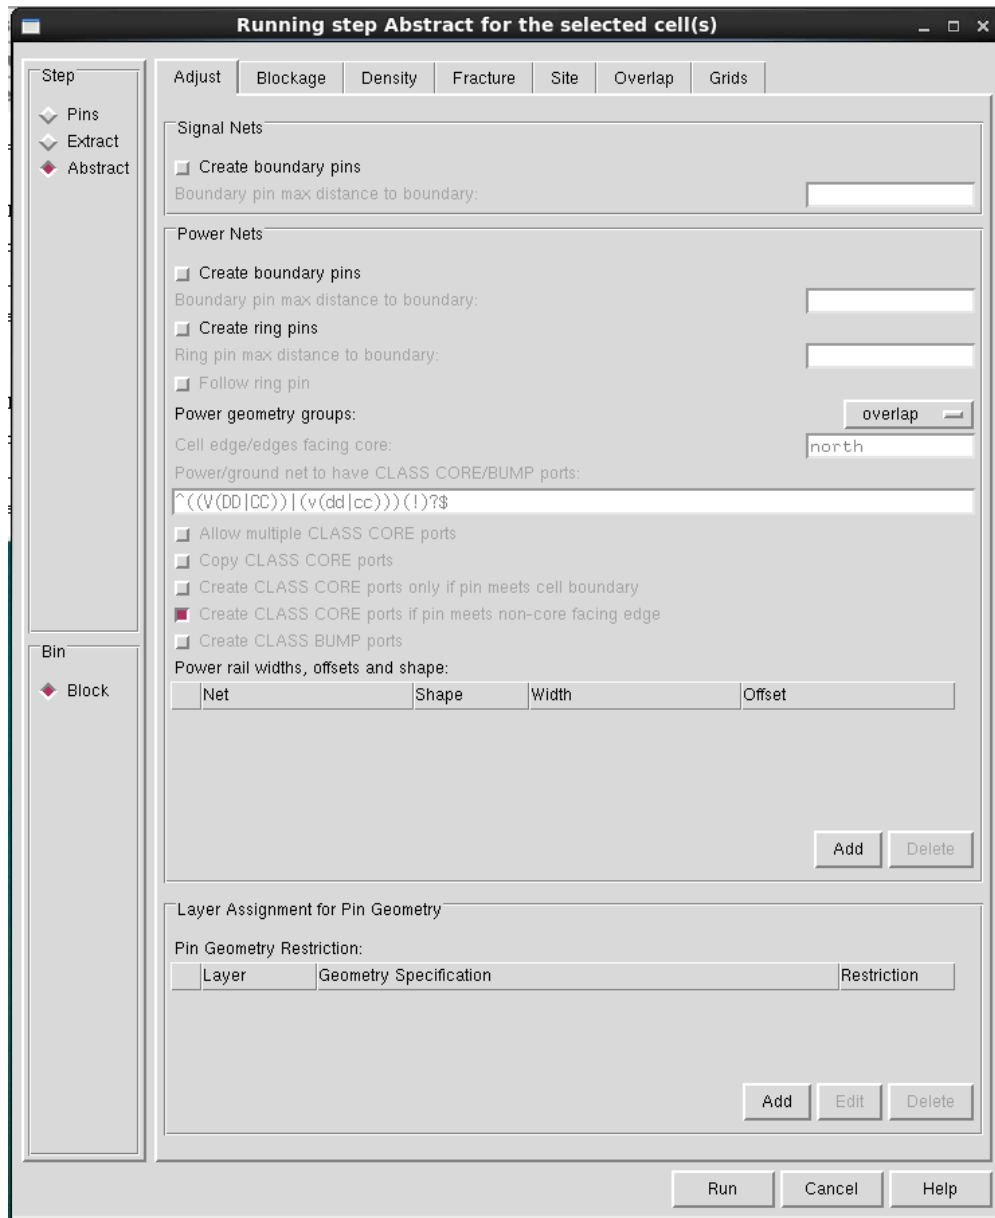 Running step Abstract for the selected cell(s)
Step
Pins
Extract
Abstract
Bin
Block
Adjust Blockage Density Fracture Site Overlap Grids
Signal Nets
Create boundary pins
Boundary pin max distance to boundary:
Power Nets
Create boundary pins
Boundary pin max distance to boundary:
Create ring pins
Ring pin max distance to boundary:
Follow ring pin
Power geometry groups: overlap
Cell edge/edges facing core: north
Power/ground net to have CLASS CORE/BUMP ports:
^((V(DD|CC))|(v(dd|cc)))(!)?$
Allow multiple CLASS CORE ports
Copy CLASS CORE ports
Create CLASS CORE ports only if pin meets cell boundary
Create CLASS CORE ports if pin meets non-core facing edge
Create CLASS BUMP ports
Power rail widths, offsets and shape:
Net Shape Width Offset
Add Delete
Layer Assignment for Pin Geometry
Pin Geometry Restriction:
Layer Geometry Specification Restriction
Add Edit Delete
Run Cancel Help